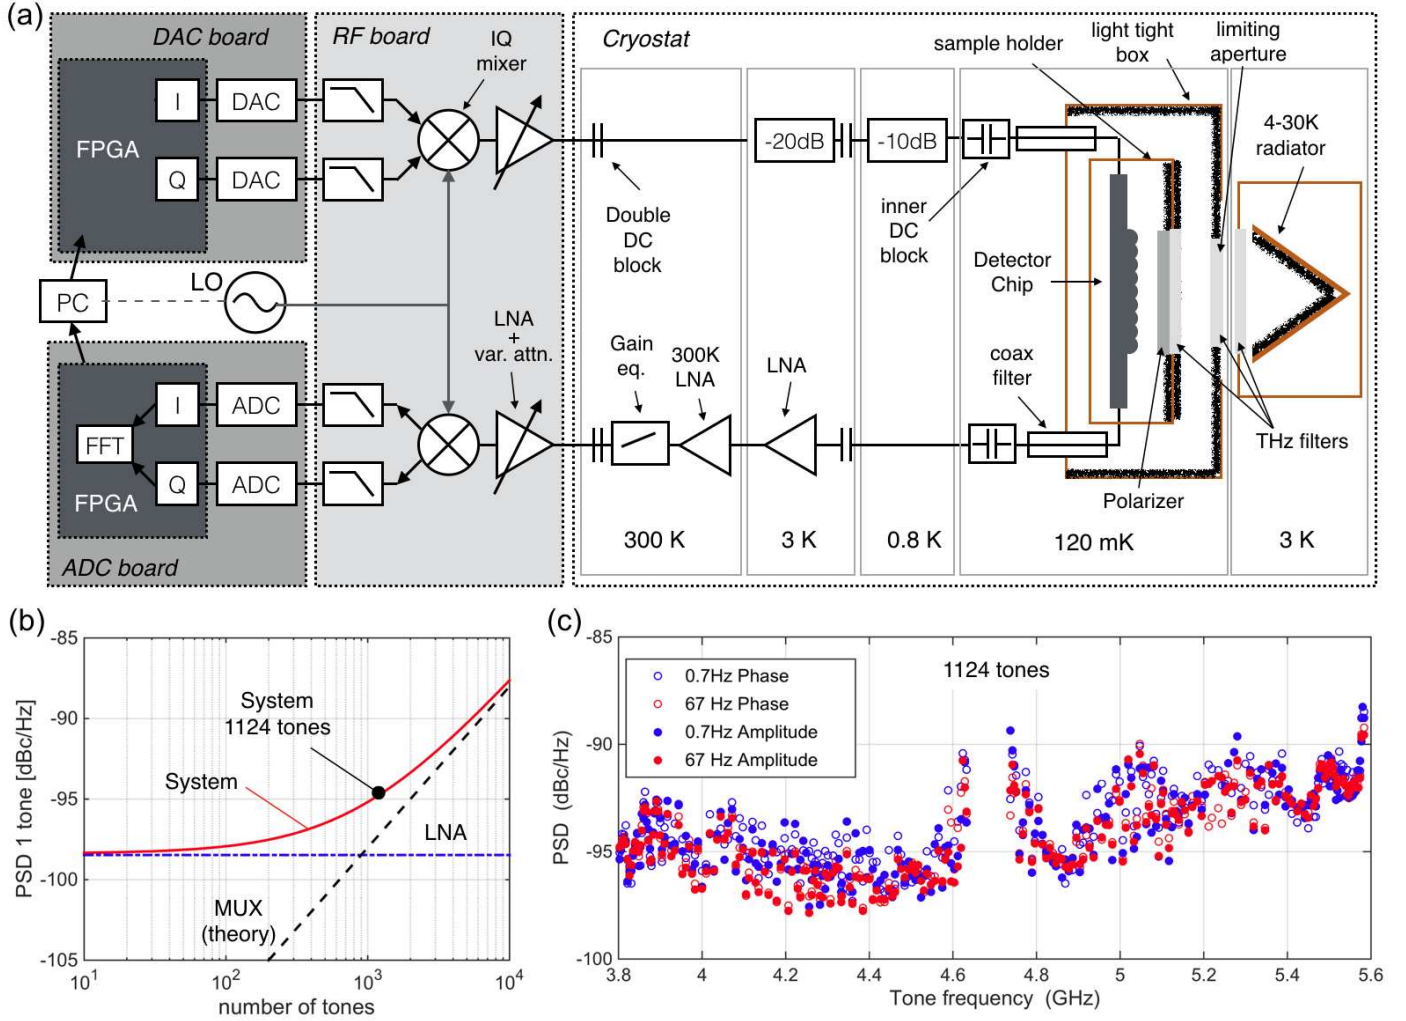 (a)
DAC board
RF board
IQ
mixer
Cryostat
sample holder
light tight
box
limiting
aperture
FPGA
I
DAC
Q
DAC
-20dB
-10dB
4-30K
radiator
Double
DC
block
inner
DC
block
Detector
Chip
PC
LO
LNA
+
var. attn.
Gain
eq.
300K
LNA
LNA
coax
filter
THz filters
Polarizer
FFT
I
ADC
Q
ADC
FPGA
ADC board
300 K
3 K
0.8 K
120 mK
3 K
(b)
-85
-90
-95
-100
-105
PSD 1 tone [dBc/Hz]
System
1124 tones
System
LNA
MUX
(theory)
10¹
10²
10³
10⁴
number of tones
(c)
-85
-90
-95
-100
PSD (dBc/Hz)
0.7Hz Phase
67 Hz Phase
0.7Hz Amplitude
67 Hz Amplitude
1124 tones
3.8
4
4.2
4.4
4.6
4.8
5
5.2
5.4
5.6
Tone frequency (GHz)